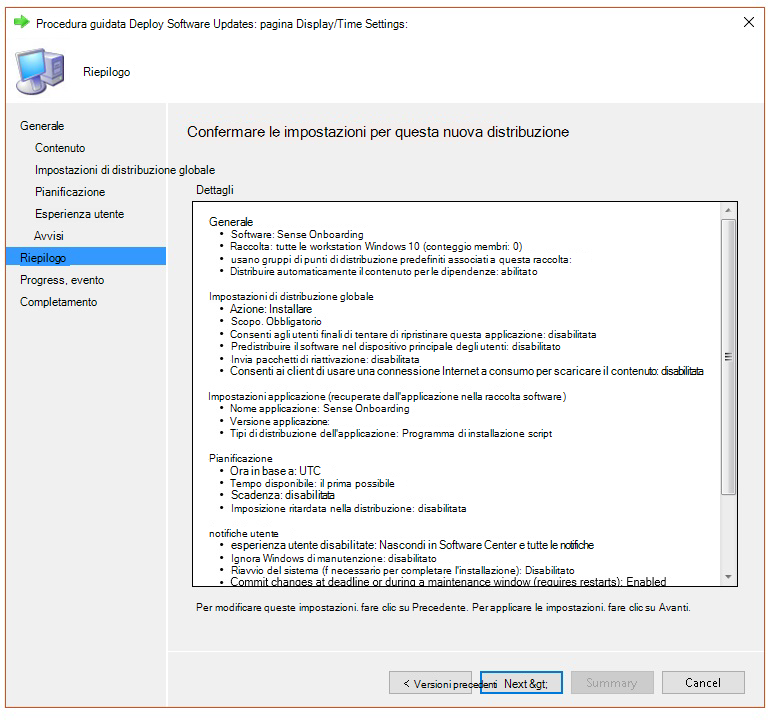 Procedura guidata Deploy Software Updates: pagina Display/Time Settings:
Riepilogo
Generale
Contenuto
Impostazioni di distribuzione globale
Pianificazione
Esperienza utente
Avvisi
Riepilogo
Progress, evento
Completamento
Confermare le impostazioni per questa nuova distribuzione
Dettagli
Generale
• Software: Sense Onboarding
• Raccolta: tutte le workstation Windows 10 (conteggio membri: 0)
• usano gruppi di punti di distribuzione predefiniti associati a questa raccolta:
• Distribuire automaticamente il contenuto per le dipendenze: abilitato
Impostazioni di distribuzione globale
• Azione: Installare
• Scopo. Obbligatorio
• Consenti agli utenti finali di tentare di ripristinare questa applicazione: disabilitata
• Predistribuire il software nel dispositivo principale degli utenti: disabilitato
• Invia pacchetti di riattivazione: disabilitata
• Consenti ai client di usare una connessione Internet a consumo per scaricare il contenuto: disabilitata
Impostazioni applicazione (recuperate dall'applicazione nella raccolta software)
• Nome applicazione: Sense Onboarding
• Versione applicazione:
• Tipi di distribuzione dell'applicazione: Programma di installazione script
Pianificazione
• Ora in base a: UTC
• Tempo disponibile: il prima possibile
• Scadenza: disabilitata
• Imposizione ritardata nella distribuzione: disabilitata
notifiche utente
• esperienza utente disabilitate: Nascondi in Software Center e tutte le notifiche
• Ignora Windows di manutenzione: disabilitato
• Riavvio del sistema (f necessario per completare l'installazione): Disabilitato
• Commit changes at deadline or during a maintenance window (requires restarts): Enabled
Per modificare queste impostazioni. fare clic su Precedente. Per applicare le impostazioni. fare clic su Avanti.
< Versioni precedenti
Next &gt;
Summary
Cancel